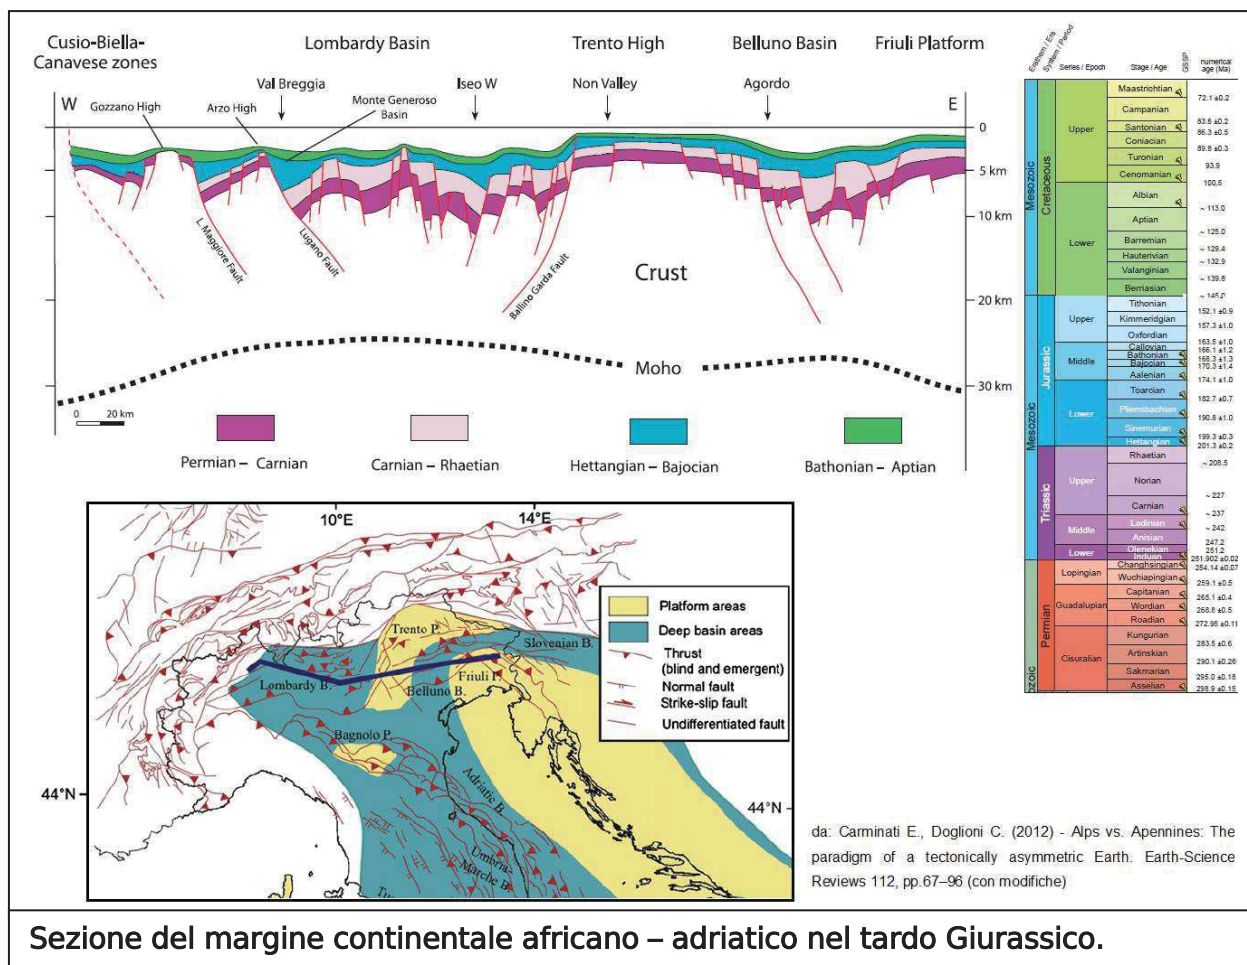 Cusio-Biella-
Canavese zones
Lombardy Basin
Trento High
Belluno Basin
Friuli Platform
W
Gozzano High
Arzo High
Val Breggia
Monte Generoso
Basin
Iseo W
Non Valley
Agordo
E
0
5 km
10 km
20 km
30 km
L. Maggiore Fault
Lugano Fault
Ballino Garda Fault
Crust
Moho
0 20 km
Permian – Carnian
Carnian – Rhaetian
Hettangian – Bajocian
Bathonian – Aptian
Erathem / Era
System / Period
Series / Epoch
Stage / Age
GSSP
numerical
age (Ma)
Mesozoic
Cretaceous
Upper
Maastrichtian
72.1 ±0.2
Campanian
83.6 ±0.2
Santonian
86.3 ±0.5
Coniacian
89.8 ±0.3
Turonian
93.9
Cenomanian
100.5
Lower
Albian
~ 113.0
Aptian
~ 125.0
Barremian
~ 129.4
Hauterivian
~ 132.9
Valanginian
~ 139.8
Berriasian
~ 145.0
Mesozoic
Jurassic
Upper
Tithonian
152.1 ±0.9
Kimmeridgian
157.3 ±1.0
Oxfordian
163.5 ±1.0
Middle
Callovian
166.1 ±1.2
Bathonian
168.3 ±1.3
Bajocian
170.3 ±1.4
Aalenian
174.1 ±1.0
Lower
Toarcian
182.7 ±0.7
Pliensbachian
190.8 ±1.0
Sinemurian
199.3 ±0.3
Hettangian
201.3 ±0.2
Triassic
Upper
Rhaetian
~ 208.5
Norian
~ 227
Carnian
~ 237
Middle
Ladinian
~ 242
Anisian
247.2
Lower
Olenekian
251.2
Induan
251.902 ±0.02
ozoic
Permian
Lopingian
Changhsingian
254.14 ±0.07
Wuchiapingian
259.1 ±0.5
Guadalupian
Capitanian
265.1 ±0.4
Wordian
268.8 ±0.5
Roadian
272.95 ±0.11
Cisuralian
Kungurian
283.5 ±0.6
Artinskian
290.1 ±0.26
Sakmarian
295.0 ±0.18
Asselian
298.9 ±0.15
10°E
14°E
44°N
44°N
Trento P.
Slovenian B.
Lombardy B.
Belluno B.
Friuli P.
Bagnolo P.
Adriatic B.
Umbria-
Marche B.
Platform areas
Deep basin areas
Thrust
(blind and emergent)
Normal fault
Strike-slip fault
Undifferentiated fault
da: Carminati E., Doglioni C. (2012) - Alps vs. Apennines: The
paradigm of a tectonically asymmetric Earth. Earth-Science
Reviews 112, pp.67–96 (con modifiche)
Sezione del margine continentale africano – adriatico nel tardo Giurassico.